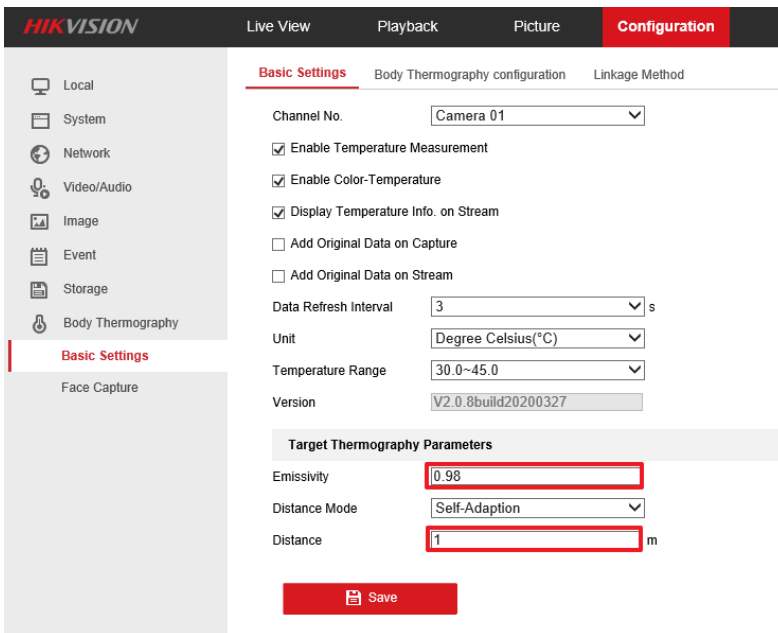 HIKVISION Live View Playback Picture Configuration
Basic Settings Body Thermography configuration Linkage Method
Local
System
Network
Video/Audio
Image
Event
Storage
Body Thermography
Basic Settings
Face Capture
Channel No. Camera 01
Enable Temperature Measurement
Enable Color-Temperature
Display Temperature Info. on Stream
Add Original Data on Capture
Add Original Data on Stream
Data Refresh Interval 3 s
Unit Degree Celsius(°C)
Temperature Range 30.0~45.0
Version V2.0.8build20200327
Target Thermography Parameters
Emissivity 0.98
Distance Mode Self-Adaption
Distance 1 m
Save